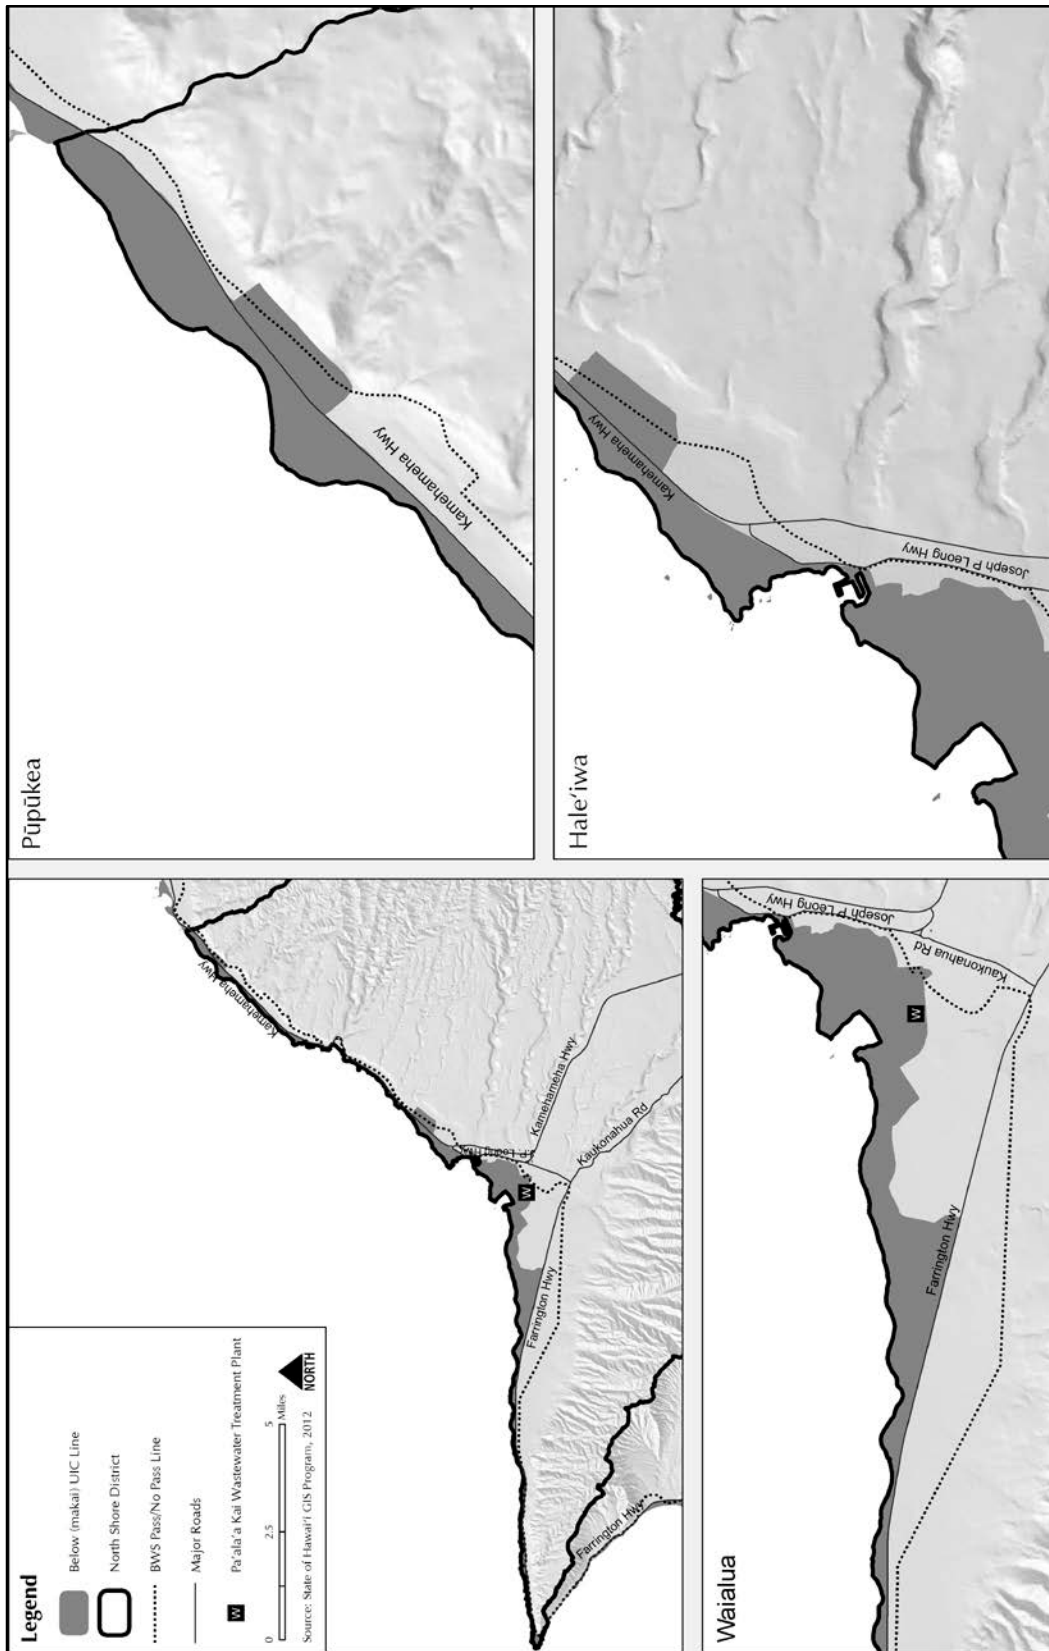 Legend
Below (makai) UIC Line
North Shore District
BWS Pass/No Pass Line
Major Roads
W
Pa'ala'a Kai Wastewater Treatment Plant
0
2.5
5
Miles
NORTH
Source: State of Hawai'i GIS Program, 2012
Kamehameha Hwy
J.P. Leong Hwy
Kamehameha Hwy
Kaukonahua Rd
W
Farrington Hwy
Farrington Hwy
Pūpūkea
Kamehameha Hwy
Waialua
Joseph P Leong Hwy
Kaukonahua Rd
W
Farrington Hwy
Hale'iwa
Kamehameha Hwy
Joseph P Leong Hwy